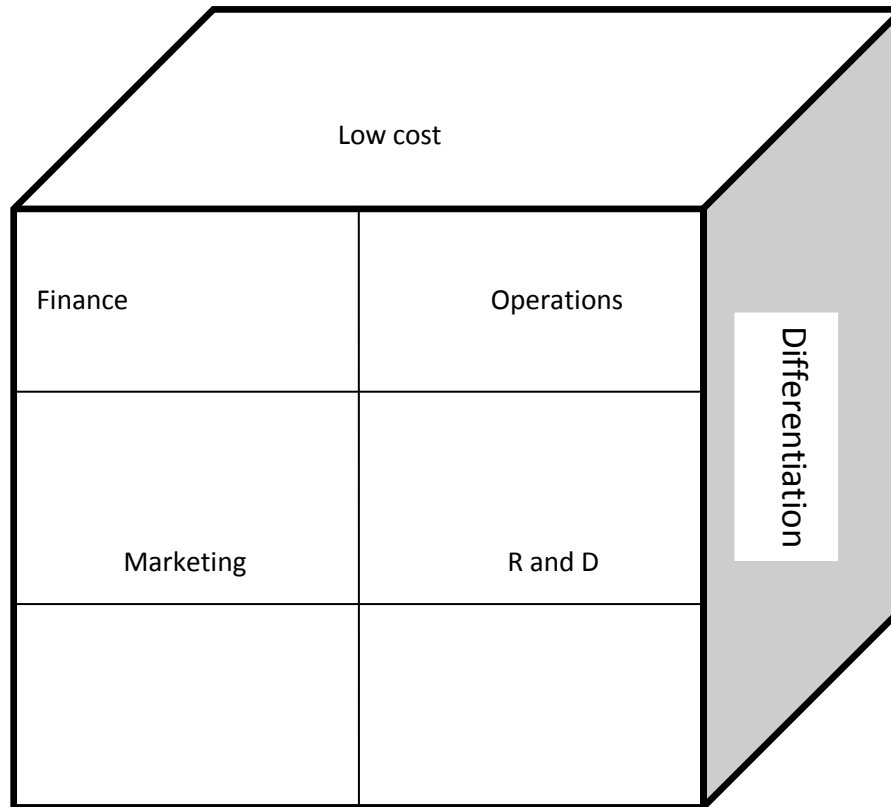 Low cost
Finance
Operations
Differentiation
Marketing
R and D